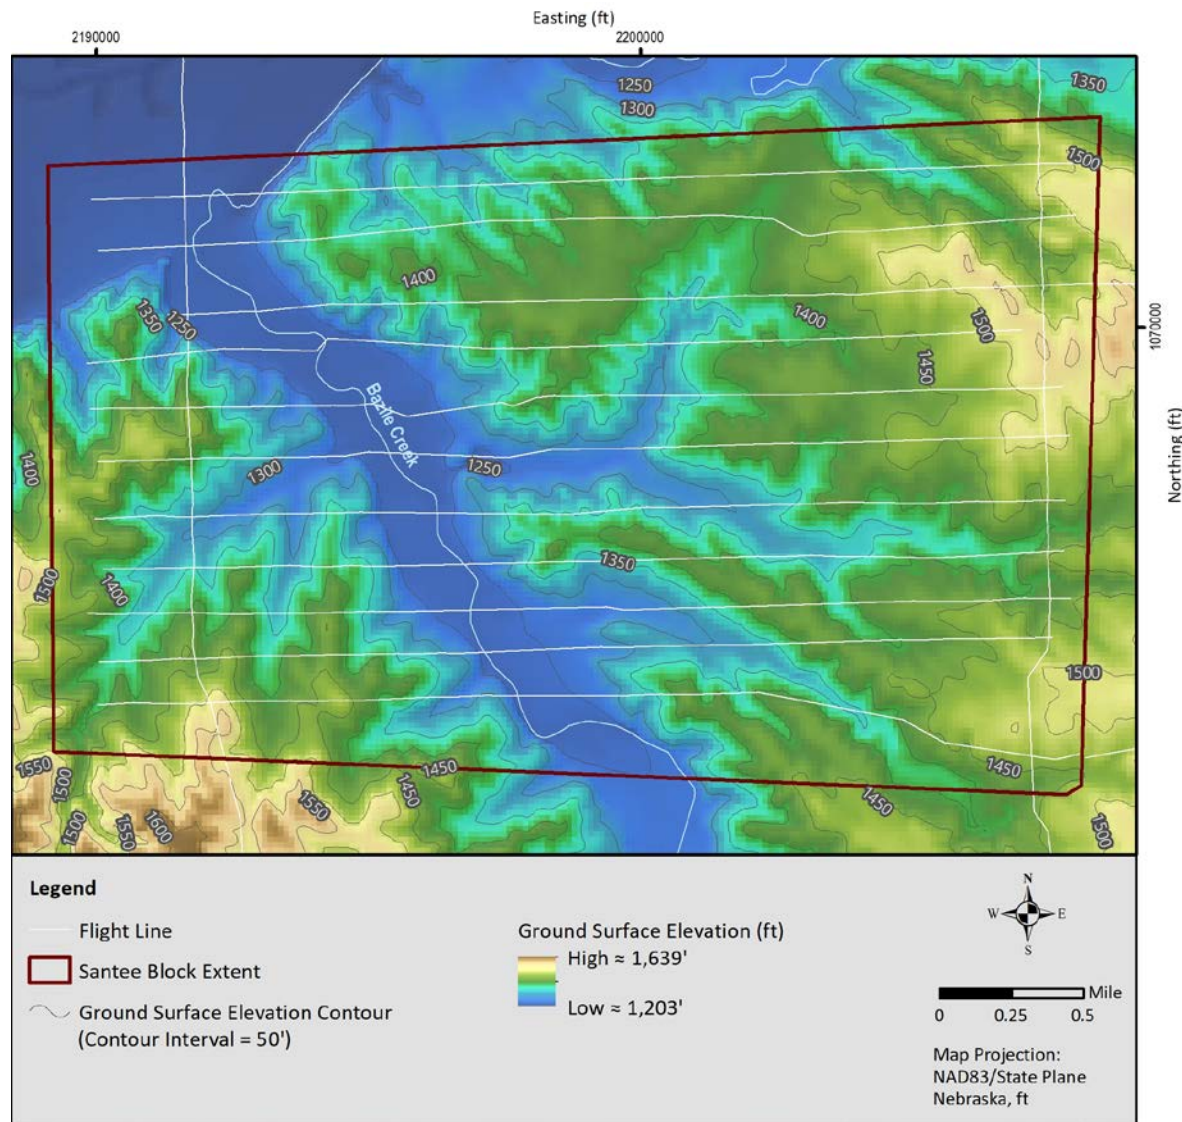 Easting (ft)
2190000
2200000
1250
1300
1350
1500
1400
1350
1250
1400
1500
1450
1070000
Northing (ft)
Bazile Creek
1400
1300
1250
1350
1500
1400
1500
1550
1500
1450
1450
1450
1450
1550
1500
1550
1600
1500
Legend
Flight Line
Santee Block Extent
Ground Surface Elevation Contour
(Contour Interval = 50')
Ground Surface Elevation (ft)
High ≈ 1,639'
Low ≈ 1,203'
N
W
E
S
Mile
0 0.25 0.5
Map Projection:
NAD83/State Plane
Nebraska, ft